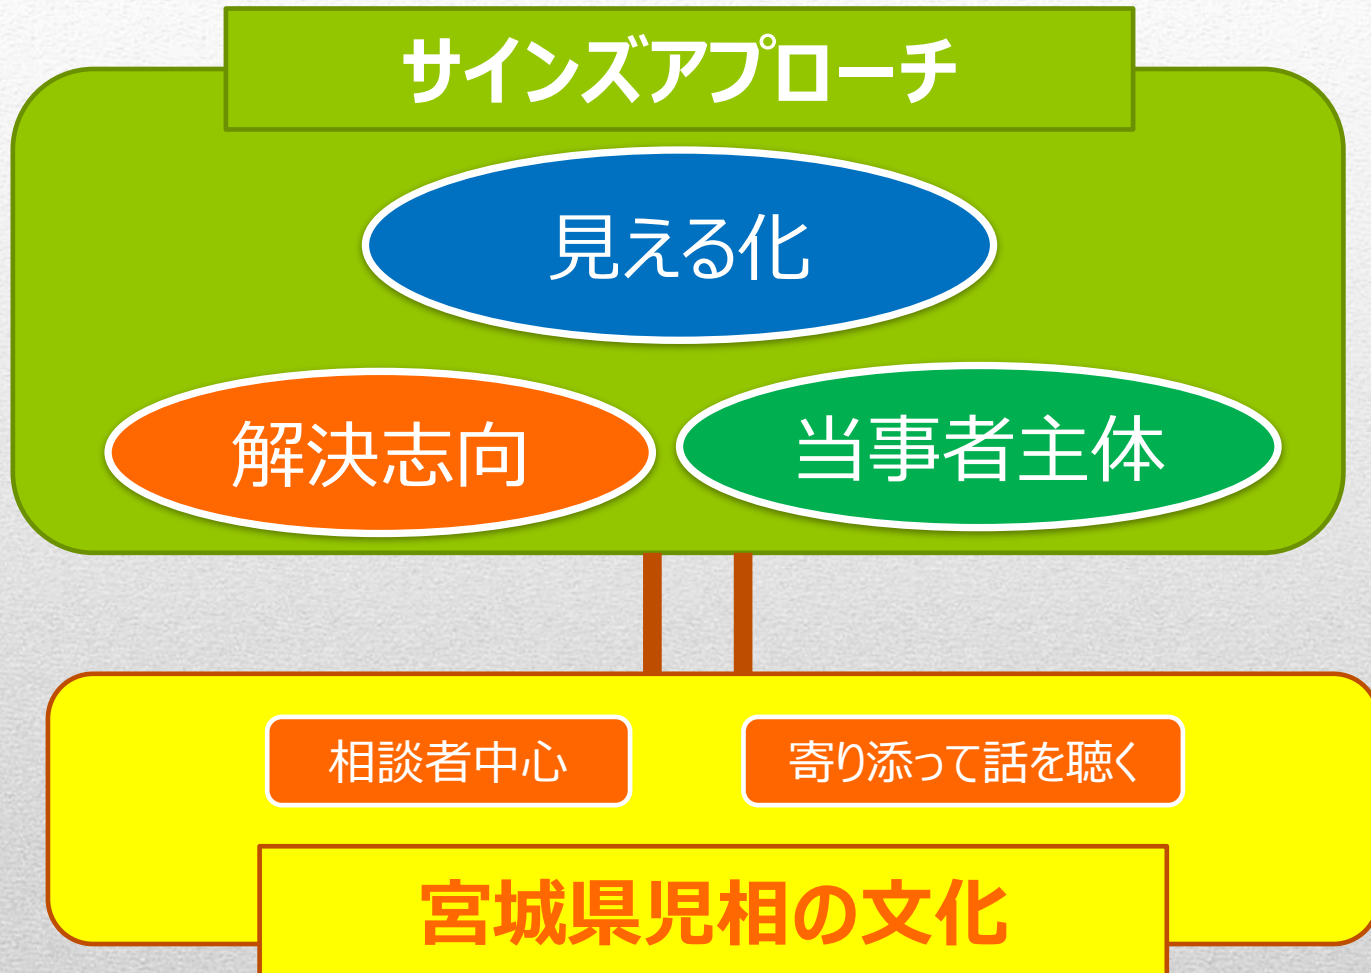 サインズアプローチ
見える化
解決志向
当事者主体
相談者中心
寄り添って話を聴く
宮城県児相の文化